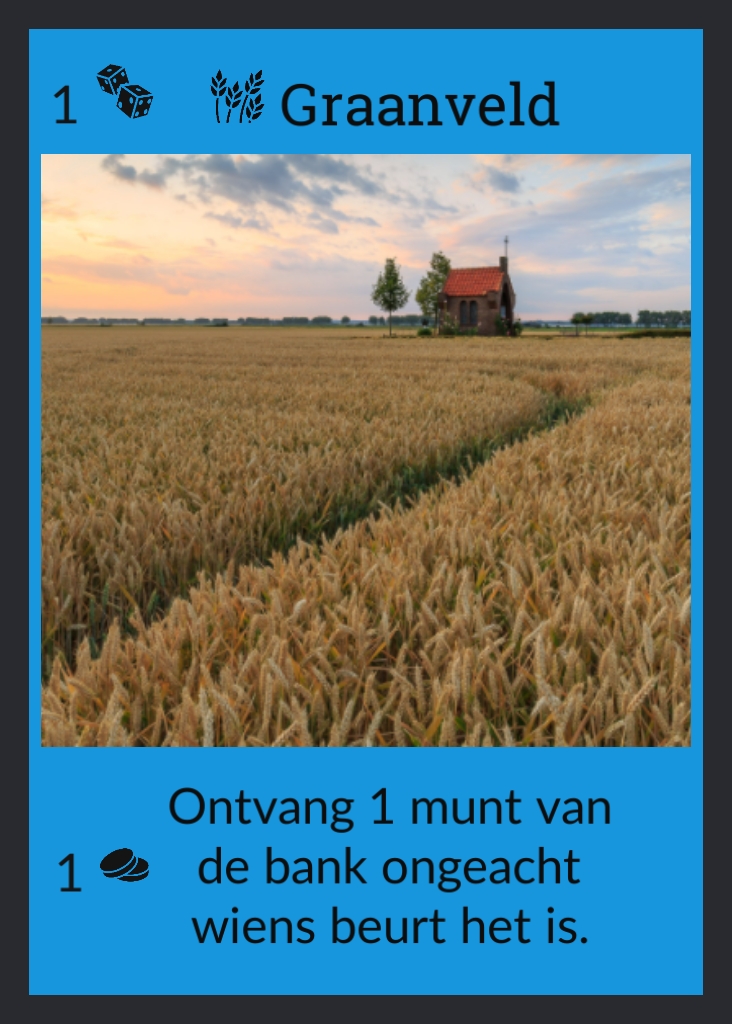 1 Graanveld
Ontvang 1 munt van
de bank ongeacht
1
wiens beurt het is.